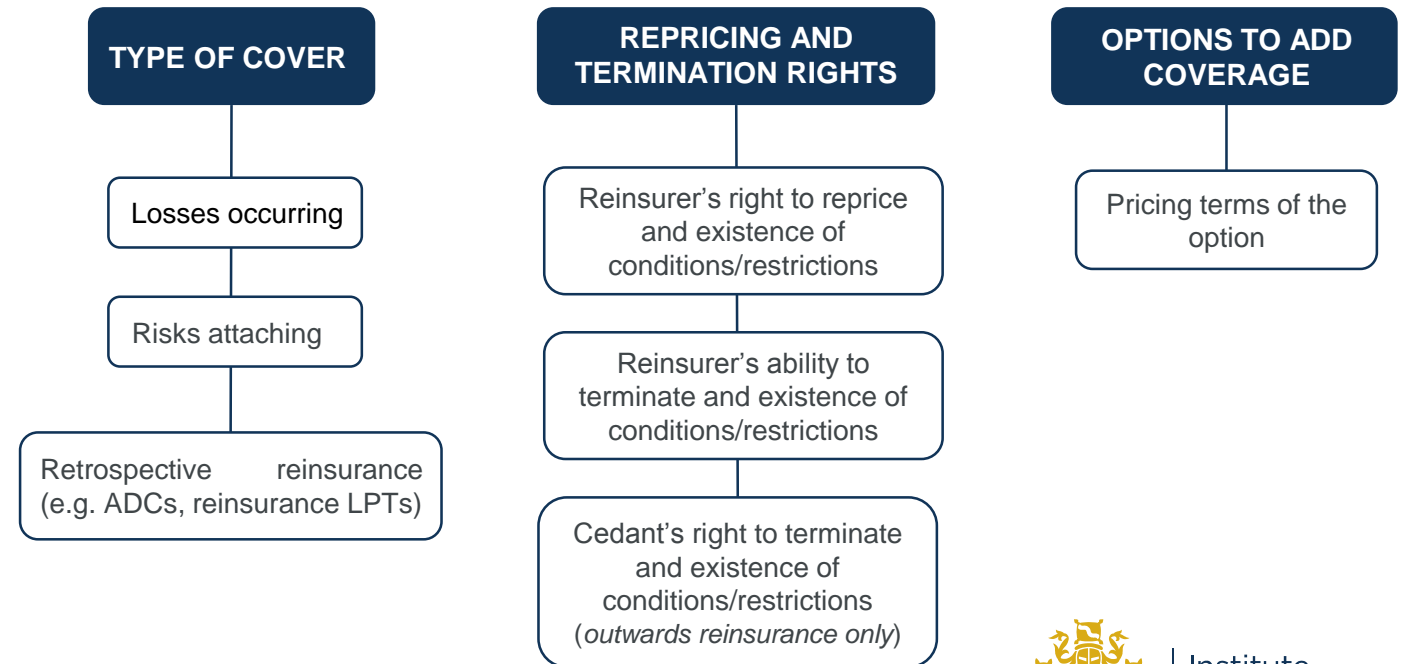 TYPE OF COVER
Losses occurring
Risks attaching
Retrospective reinsurance
(e.g. ADCs, reinsurance LPTs)
REPRICING AND
TERMINATION RIGHTS
Reinsurer’s right to reprice
and existence of
conditions/restrictions
Reinsurer’s ability to
terminate and existence of
conditions/restrictions
Cedant’s right to terminate
and existence of
conditions/restrictions
(outwards reinsurance only)
OPTIONS TO ADD
COVERAGE
Pricing terms of the
option
Institute